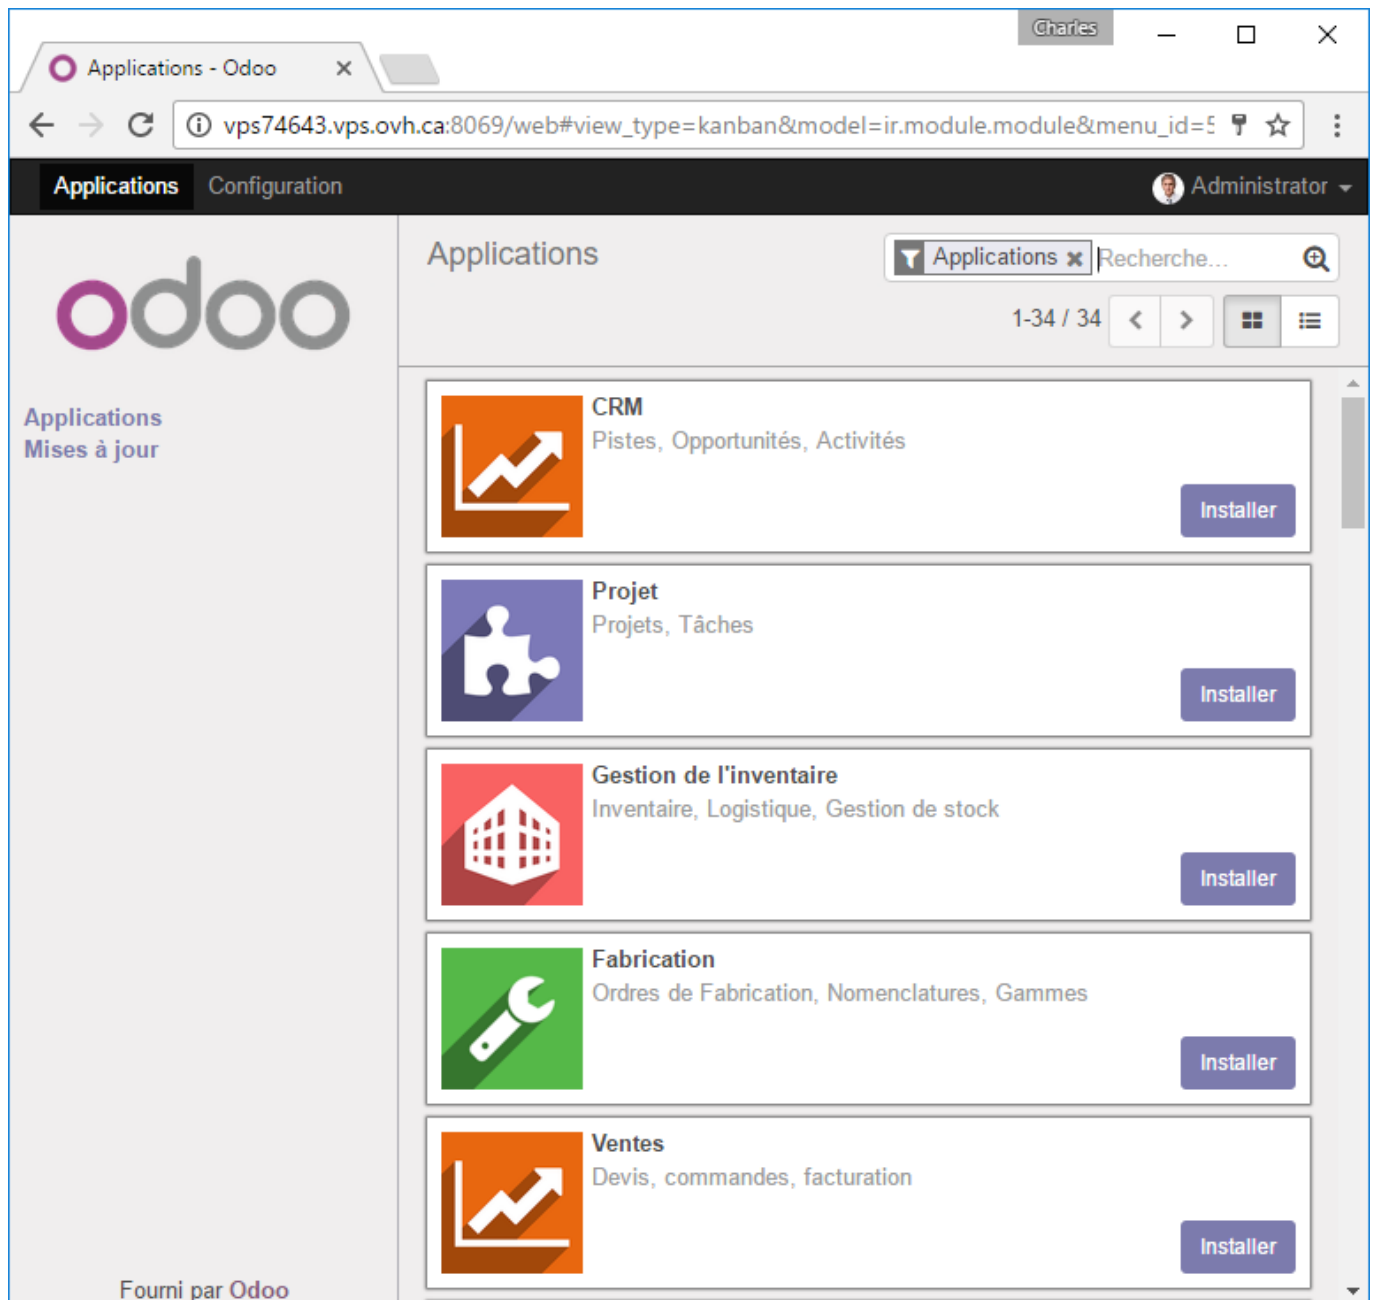 Charles
Applications - Odoo
vps74643.vps.ovh.ca:8069/web#view_type=kanban&model=ir.module.module&menu_id=5
Applications Configuration Administrator
odoo
Applications
Mises à jour
Applications
Applications Recherche...
1-34 / 34
CRM
Pistes, Opportunités, Activités
Installer
Projet
Projets, Tâches
Installer
Gestion de l'inventaire
Inventaire, Logistique, Gestion de stock
Installer
Fabrication
Ordres de Fabrication, Nomenclatures, Gammes
Installer
Ventes
Devis, commandes, facturation
Installer
Fourni par Odoo